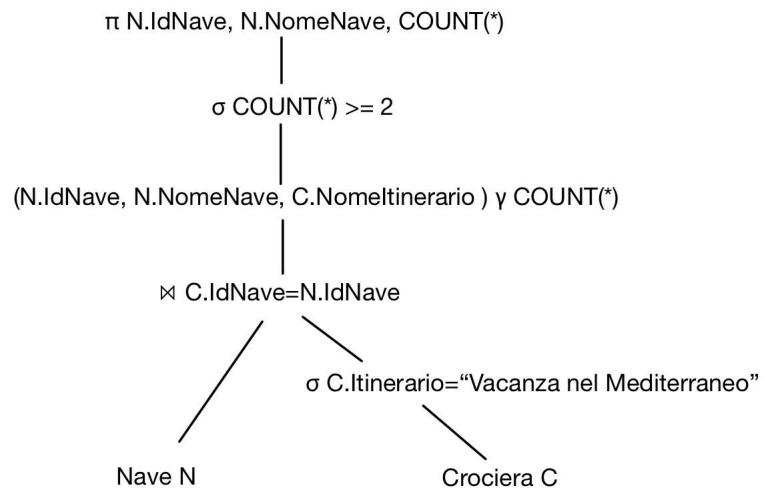 π N.IdNave, N.NomeNave, COUNT(*)
σ COUNT(*) >= 2
(N.IdNave, N.NomeNave, C.NomeItinerario ) γ COUNT(*)
⋈ C.IdNave=N.IdNave
σ C.Itinerario=“Vacanza nel Mediterraneo”
Nave N
Crociera C